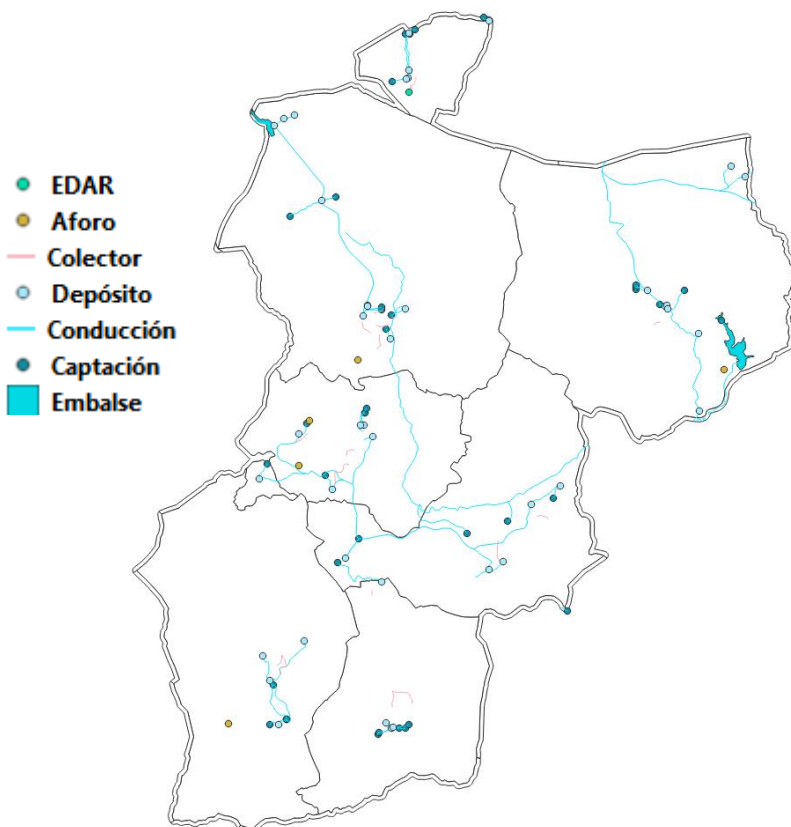 EDAR
Aforo
Colector
Depósito
Conducción
Captación
Embalse